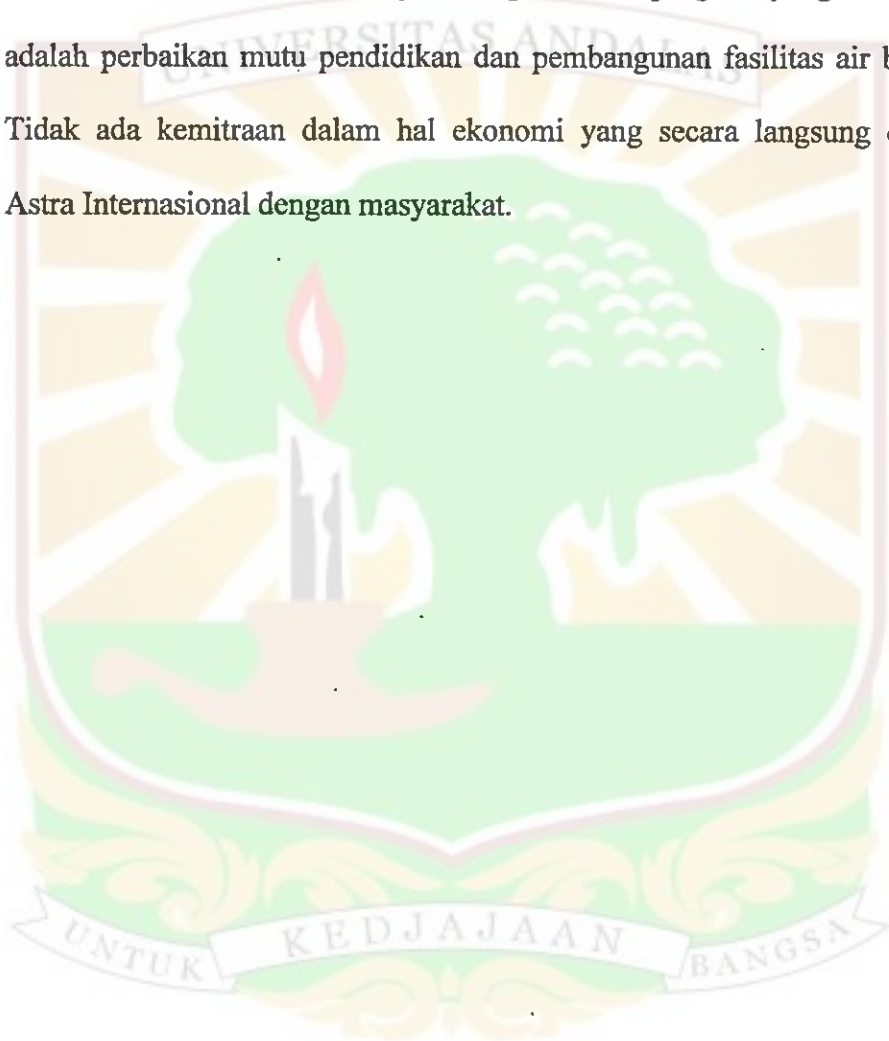 adalah perbaikan mutu pendidikan dan pembangunan fasilitas air
Tidak ada kemitraan dalam hal ekonomi yang secara langsung
Astra Internasional dengan masyarakat.
UNIVERSITAS ANDALAS
UNTUK KEDJAJAAN BANGSA